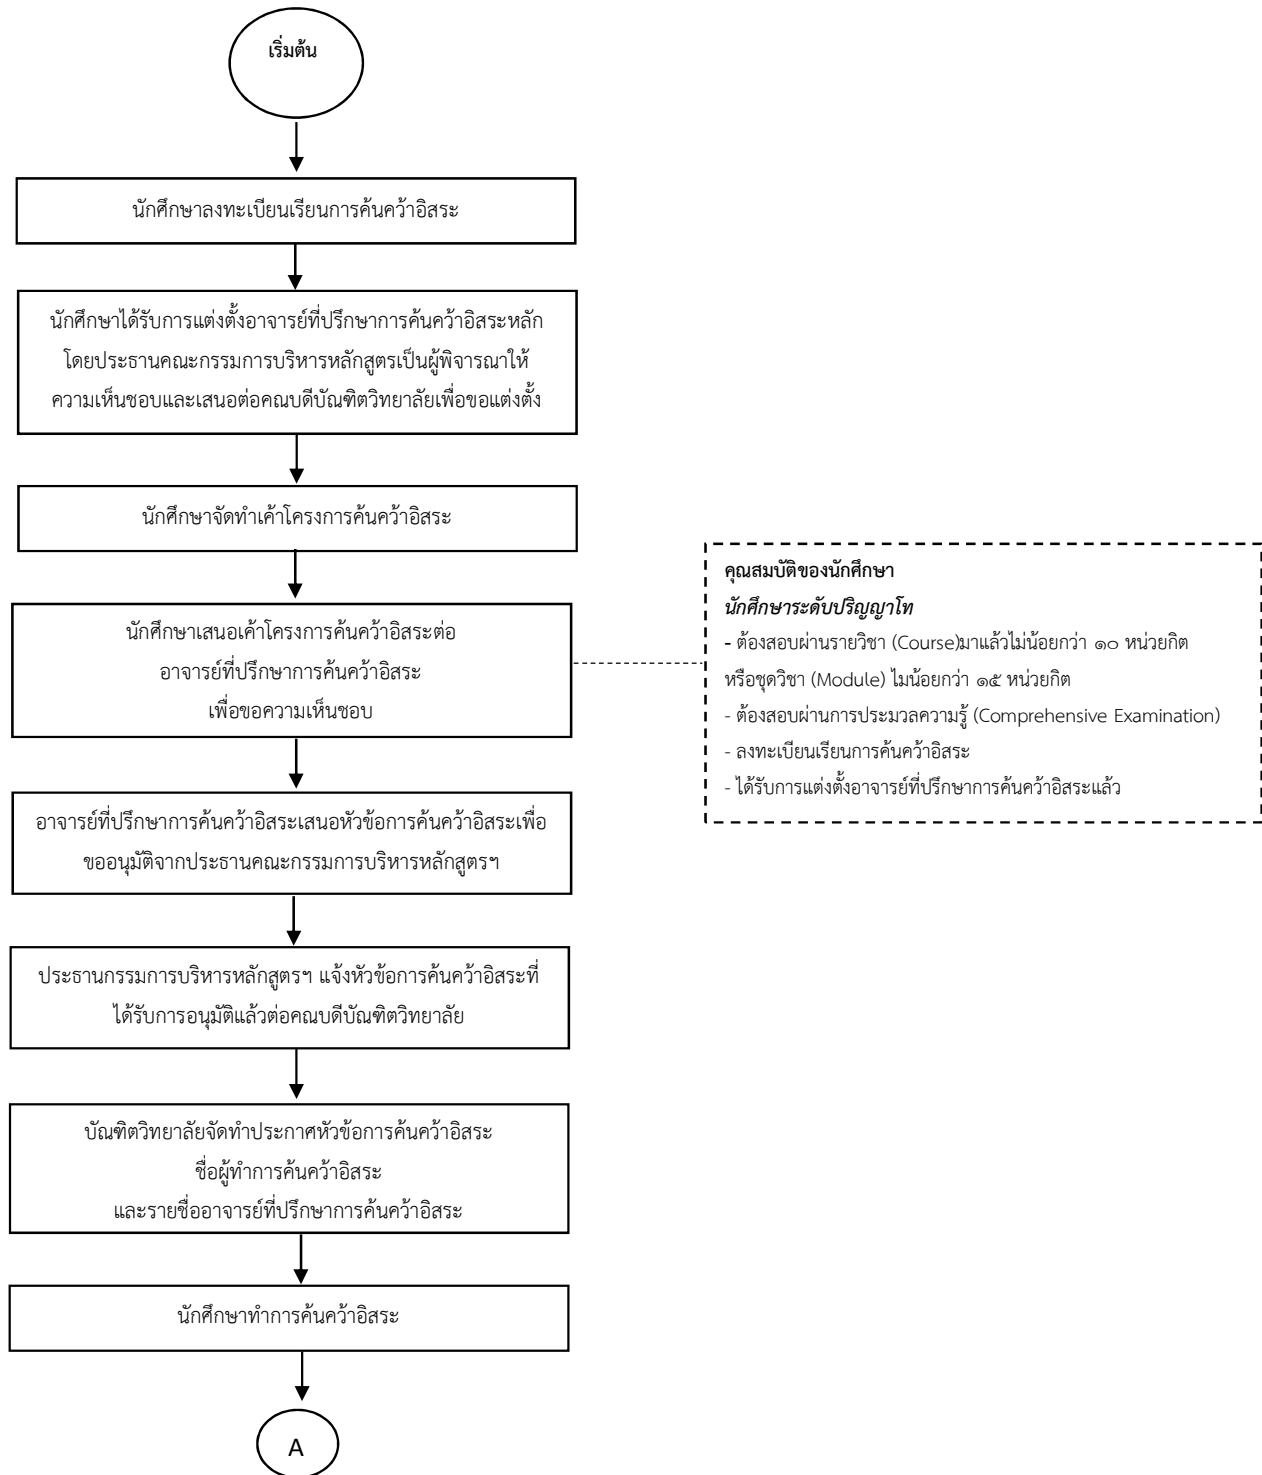 เริ่มต้น
นักศึกษาลงทะเบียนเรียนการค้นคว้าอิสระ
นักศึกษาได้รับการแต่งตั้งอาจารย์ที่ปรึกษาการค้นคว้าอิสระหลัก
โดยประธานคณะกรรมการบริหารหลักสูตรเป็นผู้พิจารณาให้
ความเห็นชอบและเสนอต่อคณบดีบัณฑิตวิทยาลัยเพื่อขอแต่งตั้ง
นักศึกษาจัดทำเค้าโครงการค้นคว้าอิสระ
นักศึกษาเสนอเค้าโครงการค้นคว้าอิสระต่อ
อาจารย์ที่ปรึกษาการค้นคว้าอิสระ
เพื่อขอความเห็นชอบ
คุณสมบัติของนักศึกษา
นักศึกษาระดับปริญญาโท
- ต้องสอบผ่านรายวิชา (Course)มาแล้วไม่น้อยกว่า ๑๐ หน่วยกิต
หรือชุดวิชา (Module) ไมน้อยกว่า ๑๕ หน่วยกิต
- ต้องสอบผ่านการประมวลความรู้ (Comprehensive Examination)
- ลงทะเบียนเรียนการค้นคว้าอิสระ
- ได้รับการแต่งตั้งอาจารย์ที่ปรึกษาการค้นคว้าอิสระแล้ว
อาจารย์ที่ปรึกษาการค้นคว้าอิสระเสนอหัวข้อการค้นคว้าอิสระเพื่อ
ขออนุมัติจากประธานคณะกรรมการบริหารหลักสูตรฯ
ประธานกรรมการบริหารหลักสูตรฯ แจ้งหัวข้อการค้นคว้าอิสระที่
ได้รับการอนุมัติแล้วต่อคณบดีบัณฑิตวิทยาลัย
บัณฑิตวิทยาลัยจัดทำประกาศหัวข้อการค้นคว้าอิสระ
ชื่อผู้ทำการค้นคว้าอิสระ
และรายชื่ออาจารย์ที่ปรึกษาการค้นคว้าอิสระ
นักศึกษาทำการค้นคว้าอิสระ
A